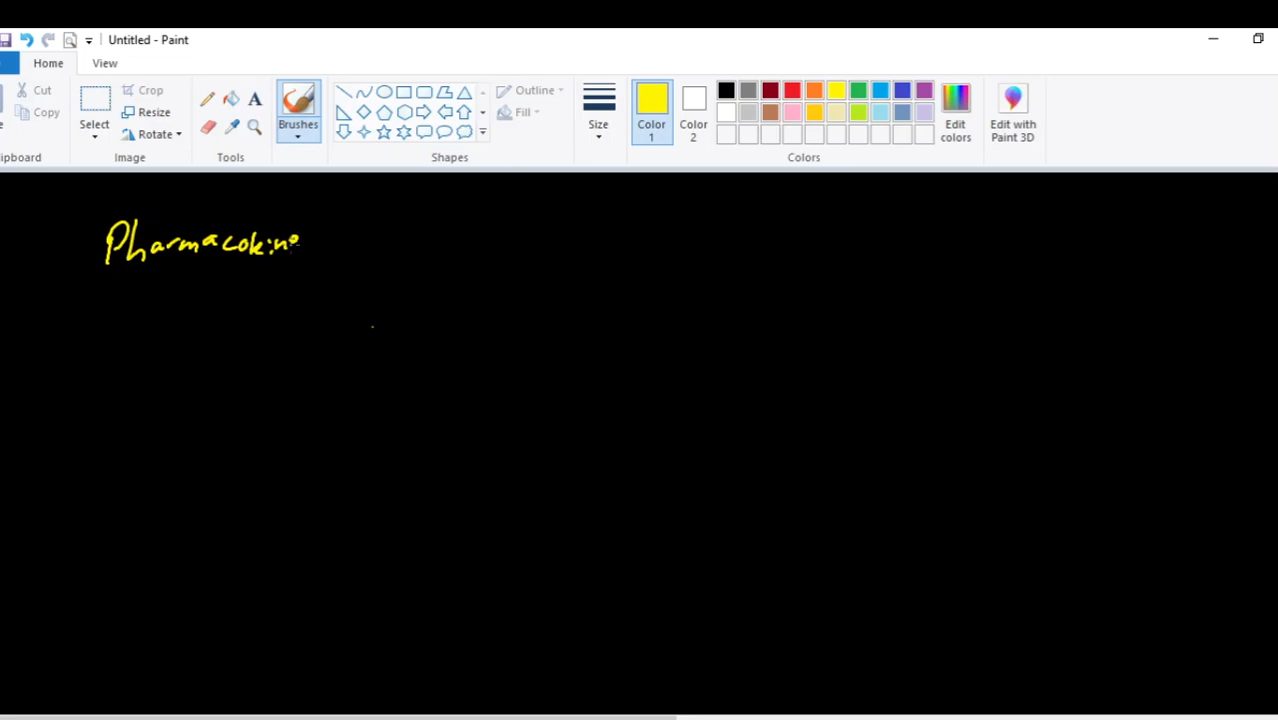 Untitled - Paint
Home View
Cut
Copy
ipboard
Select
Crop
Resize
Rotate
Image
Tools
Brushes
Shapes
Outline
Fill
Size
Color 1
Color 2
Colors
Edit colors
Edit with Paint 3D
Pharmacokine